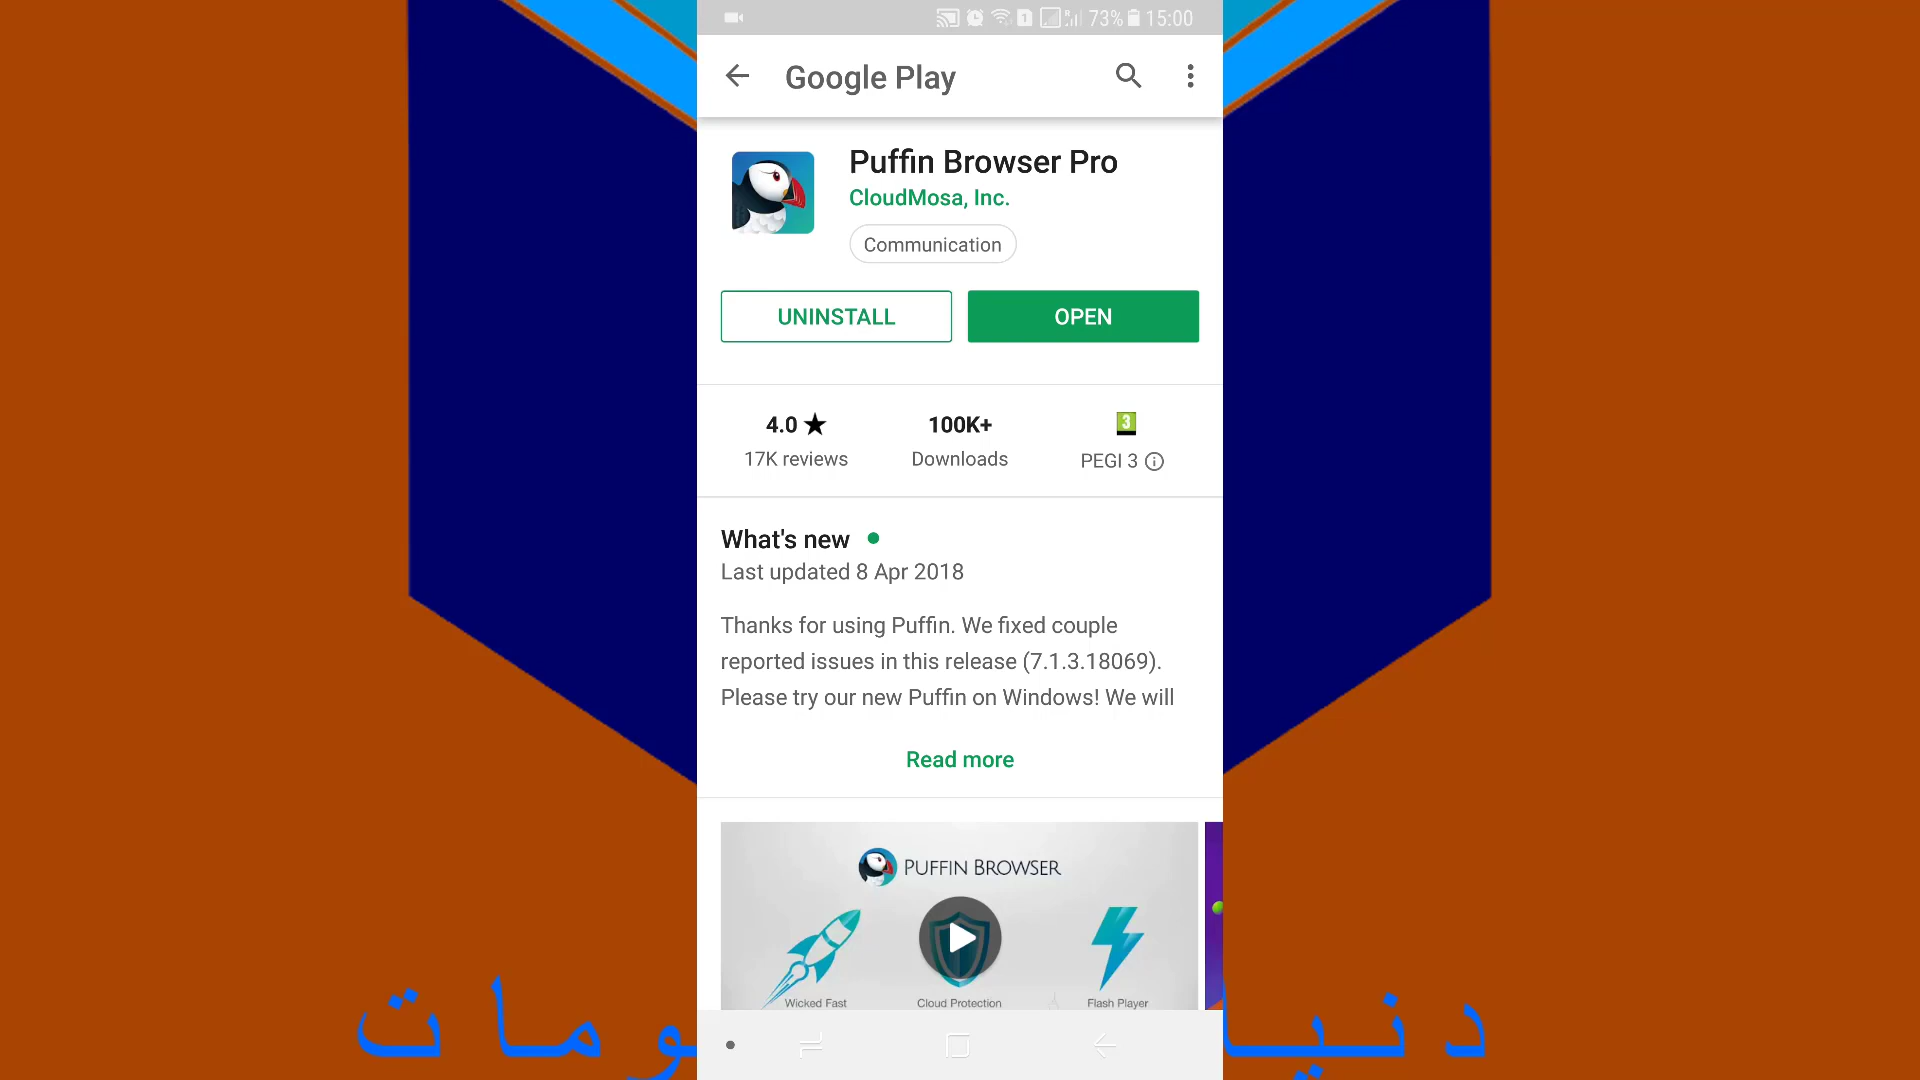 73% 15:00
Google Play
Puffin Browser Pro
CloudMosa, Inc.
Communication
UNINSTALL
OPEN
4.0 ★
100K+
3
17K reviews
Downloads
PEGI 3
What's new
Last updated 8 Apr 2018
Thanks for using Puffin. We fixed couple
reported issues in this release (7.1.3.18069).
Please try our new Puffin on Windows! We will
Read more
PUFFIN BROWSER
Wicked Fast
Cloud Protection
Flash Player